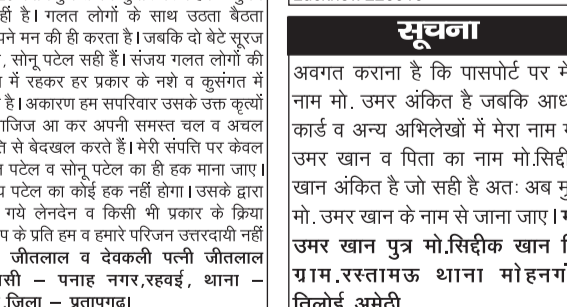 हीं है। गलत लोगों के साथ उठता बैठता
पने मन की ही करता है। जबकि दो बेटे सूरज
, सोनू पटेल सही हैं। संजय गलत लोगों की
में रहकर हर प्रकार के नशे व कुसंगत में
है। अकारण हम सपरिवार उसके उक्त कृत्यों
आजिज आ कर अपनी समस्त चल व अचल
से बेदखल करते हैं। मेरी संपत्ति पर केवल
पटेल व सोनू पटेल का ही हक माना जाए।
पटेल का कोई हक नहीं होगा। उसके द्वारा
गये लेनदेन व किसी भी प्रकार के क्रिया
प के प्रति हम व हमारे परिजन उत्तरदायी नहीं
जीतलाल व देवकली पत्नी जीतलाल
सी – पनाह नगर,रहवई, थाना –
,जिला – प्रतापगढ़।
सूचना
अवगत कराना है कि पासपोर्ट पर मे
नाम मो. उमर अंकित है जबकि आध
कार्ड व अन्य अभिलेखों में मेरा नाम म
उमर खान व पिता का नाम मो.सिद्दी
खान अंकित है जो सही है अतः अब मु
मो. उमर खान के नाम से जाना जाए।
उमर खान पुत्र मो.सिद्दीक खान
ग्राम.रस्तामऊ थाना मोहनगं
तिलोई अमेठी